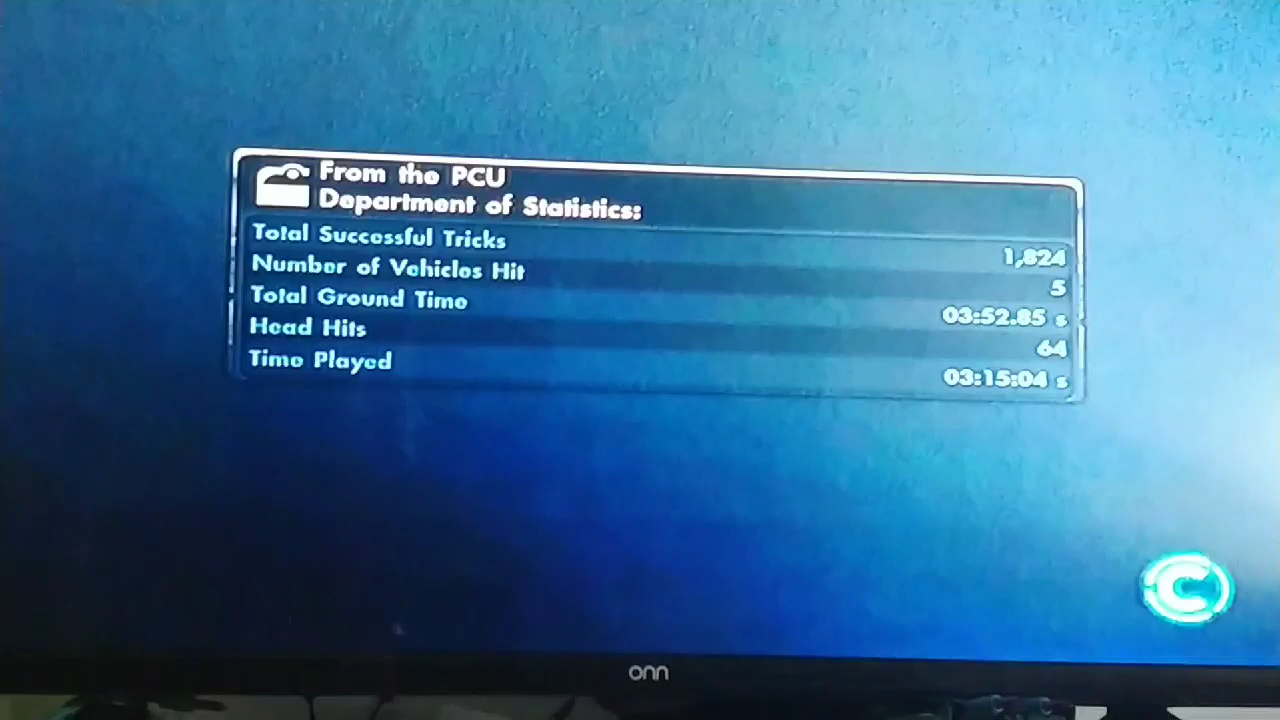 From the PCU
Department of Statistics:
Total Successful Tricks 1,824
Number of Vehicles Hit 5
Total Ground Time 03:52.85 s
Head Hits 64
Time Played 03:15:04 s
C
onn